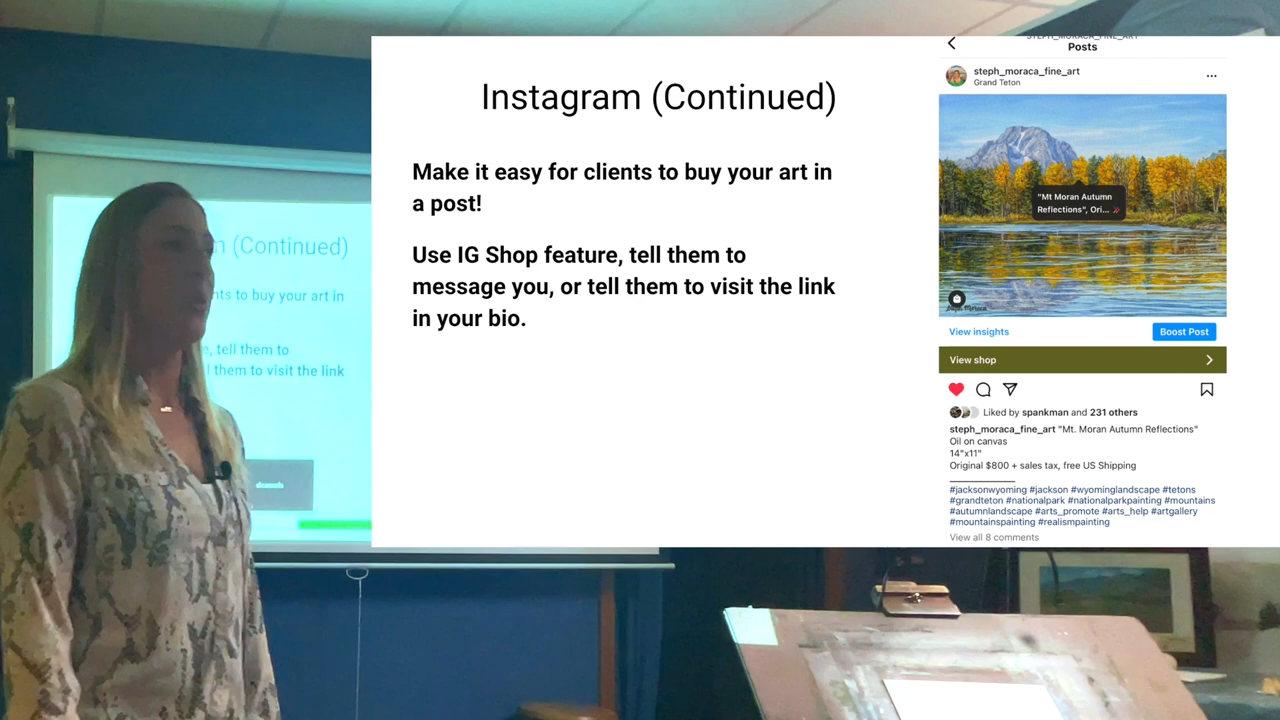 Instagram (Continued)
Make it easy for clients to buy your art in
a post!
Use IG Shop feature, tell them to
message you, or tell them to visit the link
in your bio.
STEPH_MORACA_FINE_ART
Posts
steph_moraca_fine_art
Grand Teton
"Mt Moran Autumn
Reflections", Ori...
Steph Moraca
View insights
Boost Post
View shop
Liked by spankman and 231 others
steph_moraca_fine_art "Mt. Moran Autumn Reflections"
Oil on canvas
14"x11"
Original $800 + sales tax, free US Shipping
#jacksonwyoming #jackson #wyominglandscape #tetons
#grandteton #nationalpark #nationalparkpainting #mountains
#autumnlandscape #arts_promote #arts_help #artgallery
#mountainspainting #realismpainting
View all 8 comments
(Continued)
to buy your art in
, tell them to
them to visit the link